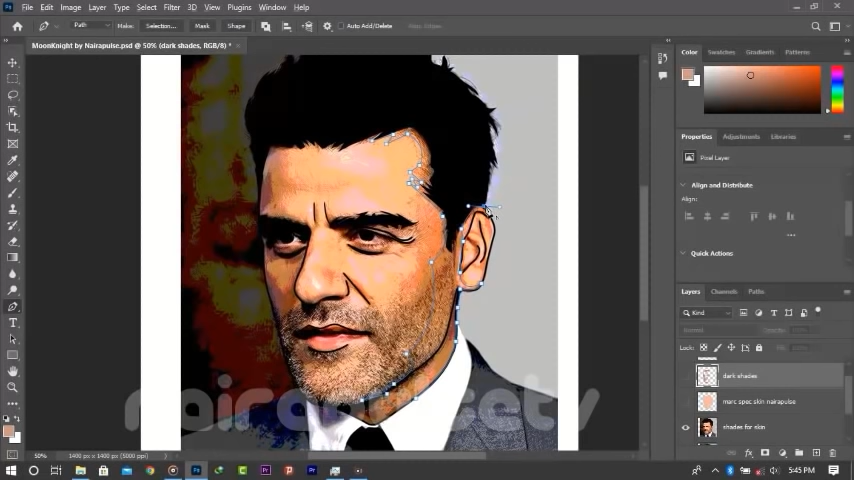 File Edit Image Layer Type Select Filter 3D View Plugins Window Help
Path Make: Selection... Mask Shape Auto Add/Delete
MoonKnight by Nairapulse.psd @ 50% (dark shades, RGB/8) *
Color Swatches Gradients Patterns
Properties Adjustments Libraries
Pixel Layer
Align and Distribute
Align:
Quick Actions
Layers Channels Paths
Kind
Lock:
dark shades
marc spec skin nairapulse
shades for skin
50% 1400 px x 1400 px (5000 ppi)
5:45 PM